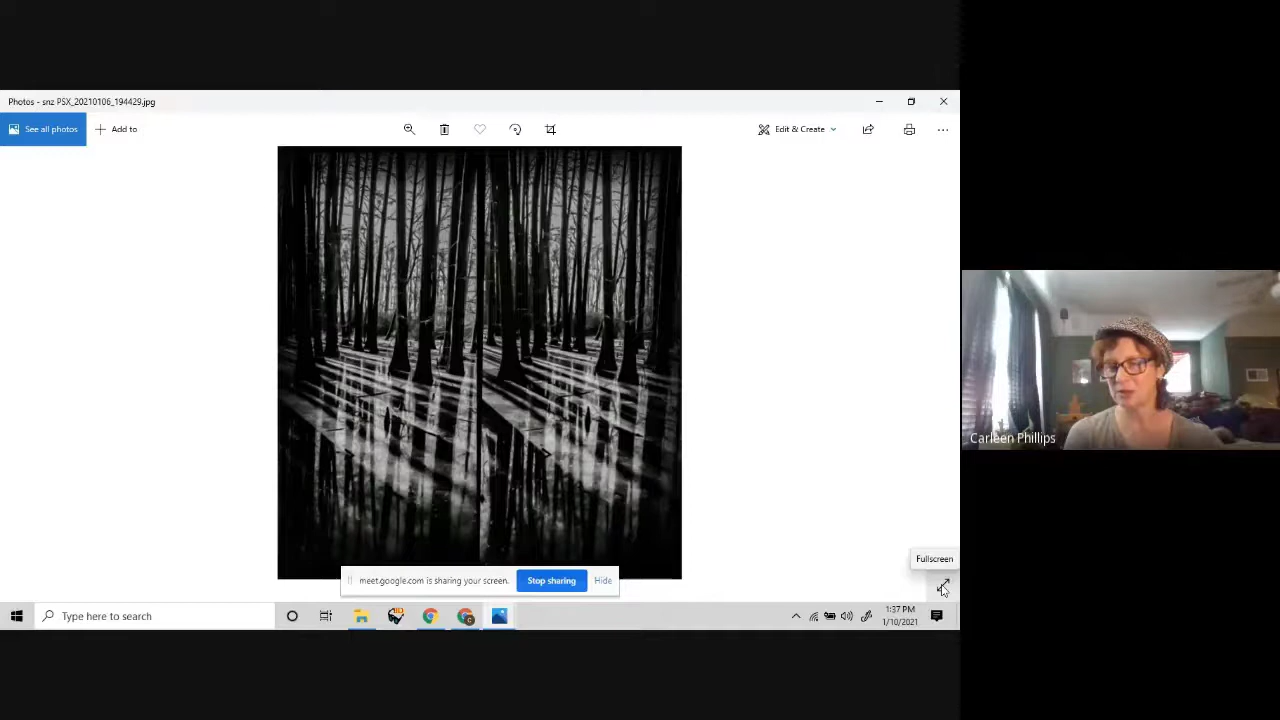 Photos - snz PSX_20210106_194429.jpg
See all photos
Add to
Edit & Create
Carleen Phillips
Fullscreen
meet.google.com is sharing your screen.
Stop sharing
Hide
Type here to search
1:37 PM
1/10/2021